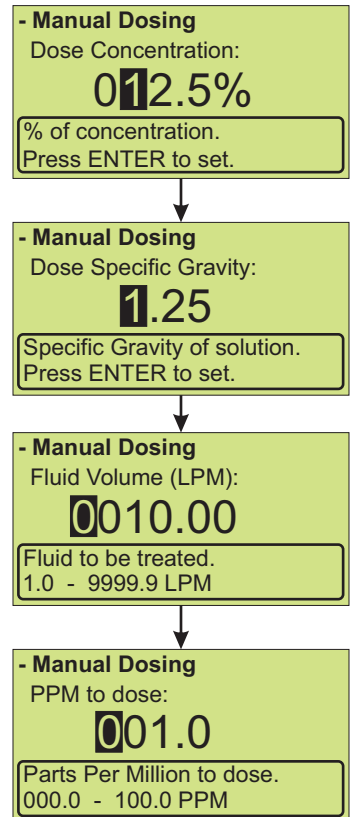 - Manual Dosing
Dose Concentration:
012.5%
% of concentration.
Press ENTER to set.
- Manual Dosing
Dose Specific Gravity:
1.25
Specific Gravity of solution.
Press ENTER to set.
- Manual Dosing
Fluid Volume (LPM):
0010.00
Fluid to be treated.
1.0 - 9999.9 LPM
- Manual Dosing
PPM to dose:
001.0
Parts Per Million to dose.
000.0 - 100.0 PPM